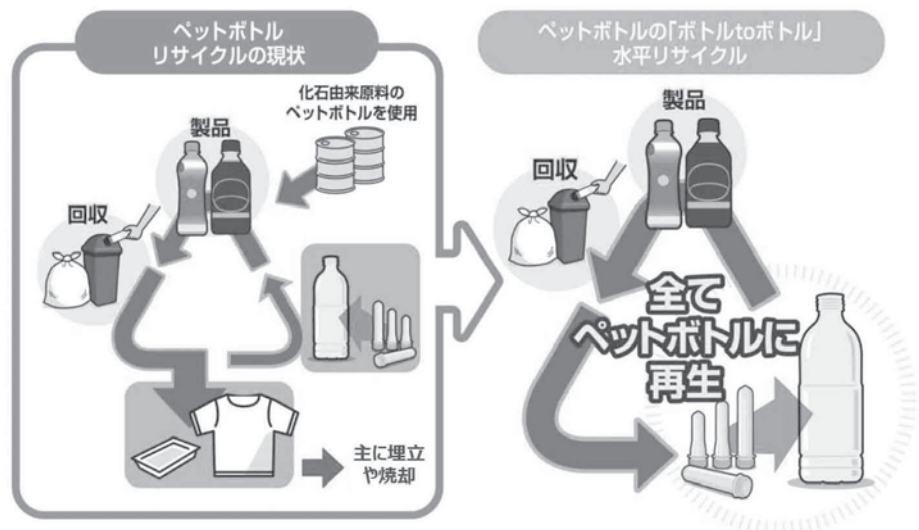 ペットボトル
リサイクルの現状
化石由来原料の
ペットボトルを使用
製品
回収
主に埋立
や焼却
ペットボトルの「ボトルtoボトル」
水平リサイクル
製品
回収
全て
ペットボトルに
再生